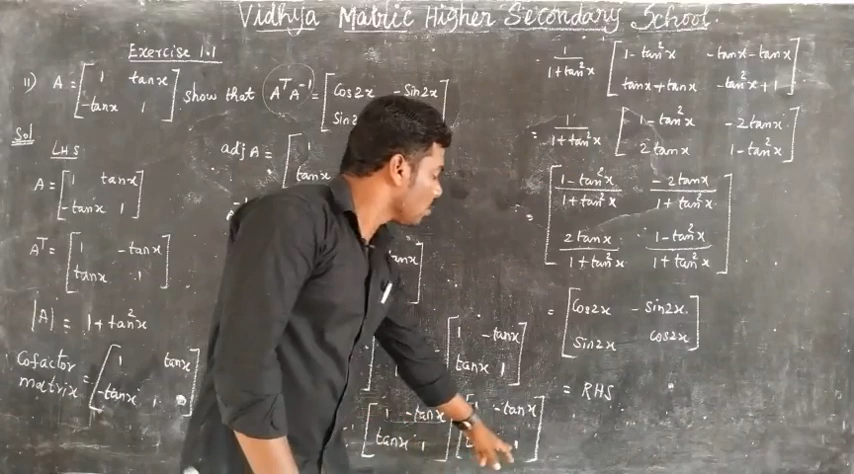 Vidhya Matric Higher Secondary School.
Exercise 1.1
11) A = [1 tanx
-tanx 1] show that AᵀA⁻¹ = [Cos2x -Sin2x
Sin2
Sol
LHS
A = [1 tanx
-tanx 1]
Aᵀ = [1 -tanx
tanx 1]
|A| = 1+tan²x
Cofactor
matrix = [1 tanx
-tanx 1]
adj A = [1
tanx
[1 -tanx
tanx 1]
[1 -tanx
tanx 1] [1 -tanx
1]
1/(1+tan²x) [1-tan²x -tanx-tanx
tanx+tanx -tan²x+1]
= 1/(1+tan²x) [1-tan²x -2tanx
2tanx 1-tan²x]
= [(1-tan²x)/(1+tan²x) (-2tanx)/(1+tan²x)
(2tanx)/(1+tan²x) (1-tan²x)/(1+tan²x)]
= [Cos2x -Sin2x
Sin2x Cos2x]
= RHS